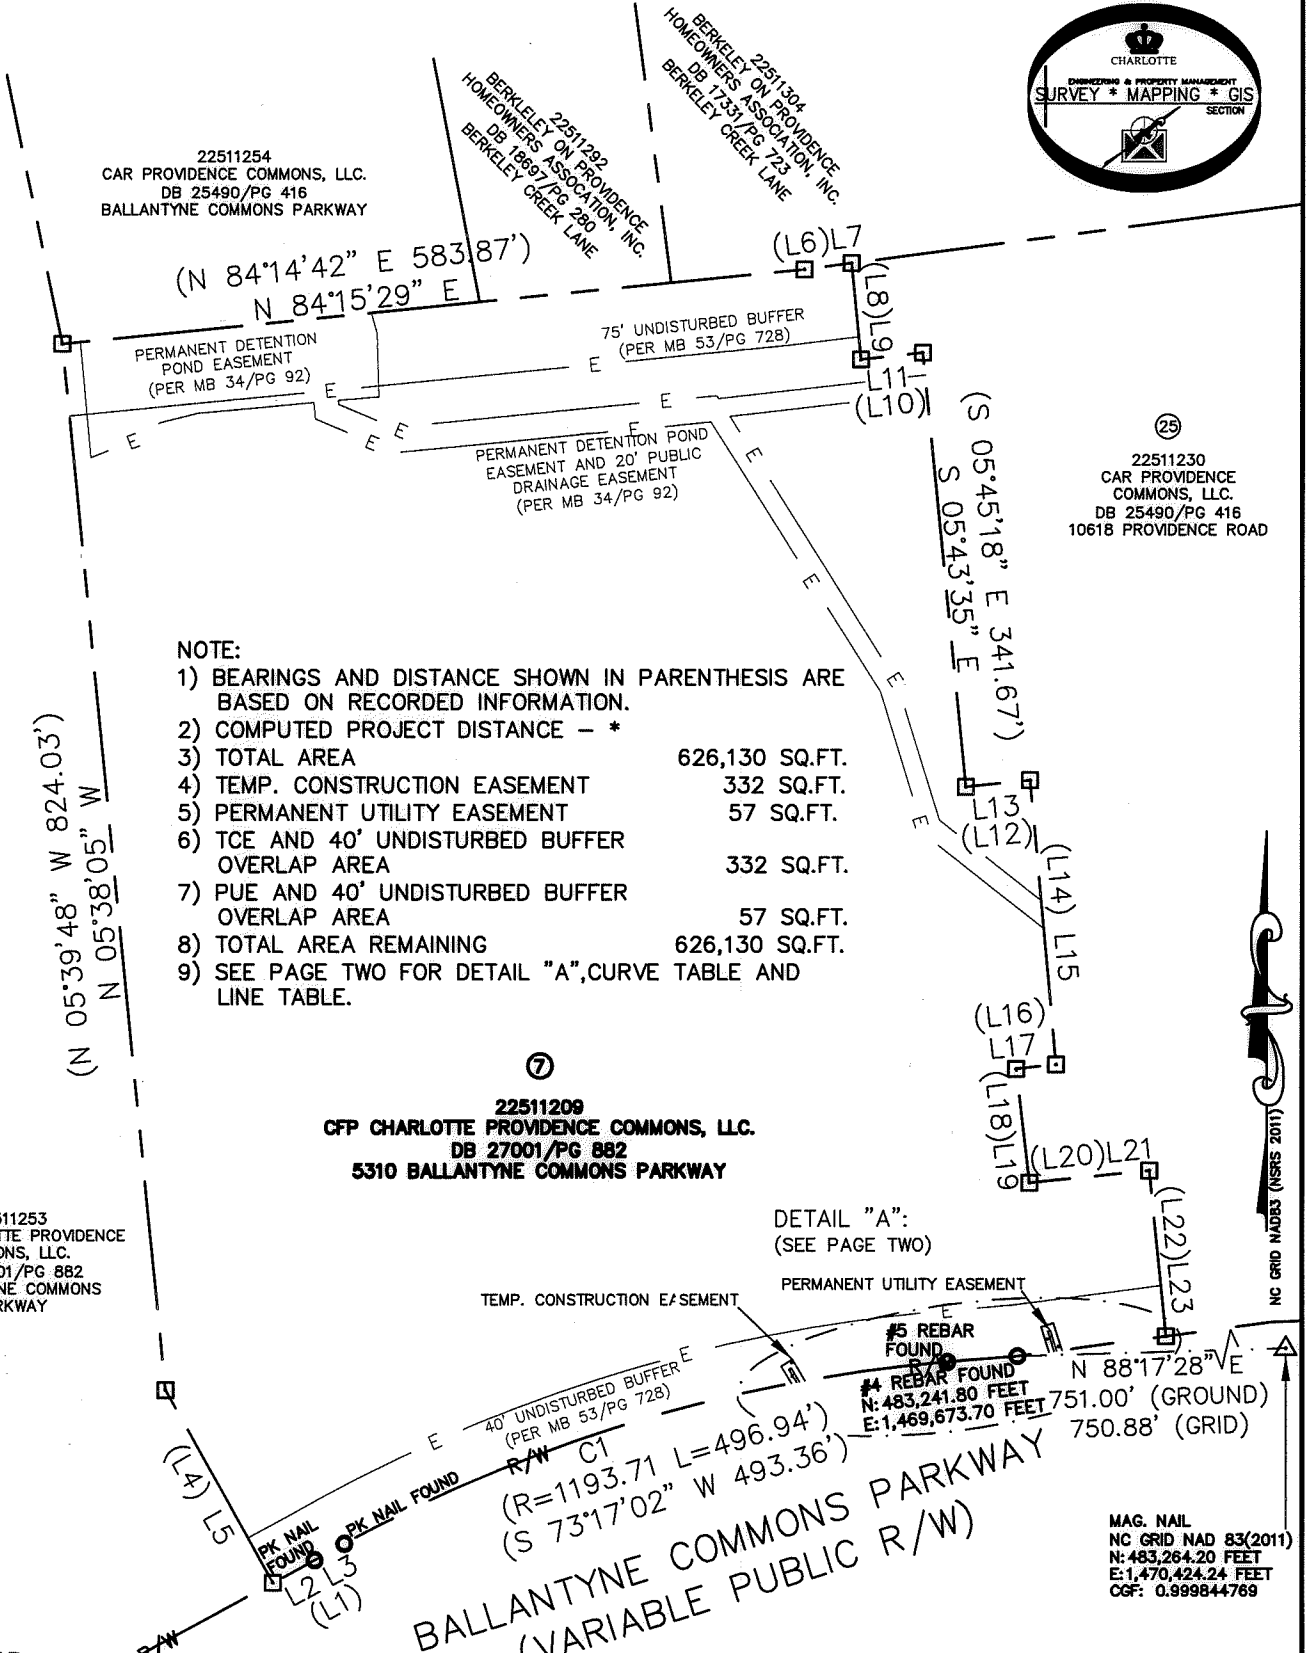 CHARLOTTE
ENGINEERING & PROPERTY MANAGEMENT
SURVEY * MAPPING * GIS
SECTION
22511254
CAR PROVIDENCE COMMONS, LLC.
DB 25490/PG 416
BALLANTYNE COMMONS PARKWAY
22511292
BERKLELEY ON PROVIDENCE
HOMEOWNERS ASSOCATION, INC.
DB 18697/PG 280
BERKELEY CREEK LANE
22511304
BERKELEY ON PROVIDENCE
HOMEOWNERS ASSOCIATION, INC.
DB 17331/PG 723
BERKELEY CREEK LANE
(N 84°14'42" E 583.87')
N 84°15'29" E
(L6)L7
(L8)L9
L11
(L10)
PERMANENT DETENTION
POND EASEMENT
(PER MB 34/PG 92)
75' UNDISTURBED BUFFER
(PER MB 53/PG 728)
E
E
E
E
E
E
E
E
E
E
E
E
PERMANENT DETENTION POND
EASEMENT AND 20' PUBLIC
DRAINAGE EASEMENT
(PER MB 34/PG 92)
(S 05°45'18" E 341.67')
S 05°43'35" E
25
22511230
CAR PROVIDENCE
COMMONS, LLC.
DB 25490/PG 416
10618 PROVIDENCE ROAD
NOTE:
1) BEARINGS AND DISTANCE SHOWN IN PARENTHESIS ARE
BASED ON RECORDED INFORMATION.
2) COMPUTED PROJECT DISTANCE – *
3) TOTAL AREA 626,130 SQ.FT.
4) TEMP. CONSTRUCTION EASEMENT 332 SQ.FT.
5) PERMANENT UTILITY EASEMENT 57 SQ.FT.
6) TCE AND 40' UNDISTURBED BUFFER
OVERLAP AREA 332 SQ.FT.
7) PUE AND 40' UNDISTURBED BUFFER
OVERLAP AREA 57 SQ.FT.
8) TOTAL AREA REMAINING 626,130 SQ.FT.
9) SEE PAGE TWO FOR DETAIL "A",CURVE TABLE AND
LINE TABLE.
(N 05°39'48" W 824.03')
N 05°38'05" W
L13
(L12)
(L14) L15
(L16)
L17
(L18)L19
(L20)L21
(L22)L23
7
22511209
CFP CHARLOTTE PROVIDENCE COMMONS, LLC.
DB 27001/PG 882
5310 BALLANTYNE COMMONS PARKWAY
11253
TTE PROVIDENCE
ONS, LLC.
01/PG 882
NE COMMONS
RKWAY
DETAIL "A":
(SEE PAGE TWO)
PERMANENT UTILITY EASEMENT
TEMP. CONSTRUCTION EASEMENT
NC GRID NAD83 (NSRS 2011)
E
E
E
#5 REBAR
FOUND
R/W
#4 REBAR FOUND
N: 483,241.80 FEET
E: 1,469,673.70 FEET
N 88°17'28" E
751.00' (GROUND)
750.88' (GRID)
40' UNDISTURBED BUFFER
(PER MB 53/PG 728)
R/W
C1
(R=1193.71 L=496.94')
(S 73°17'02" W 493.36')
(L4) L5
PK NAIL
FOUND
PK NAIL FOUND
L2 L3
(L1)
BALLANTYNE COMMONS PARKWAY
(VARIABLE PUBLIC R/W)
R/W
MAG. NAIL
NC GRID NAD 83(2011)
N: 483,264.20 FEET
E: 1,470,424.24 FEET
CGF: 0.999844769